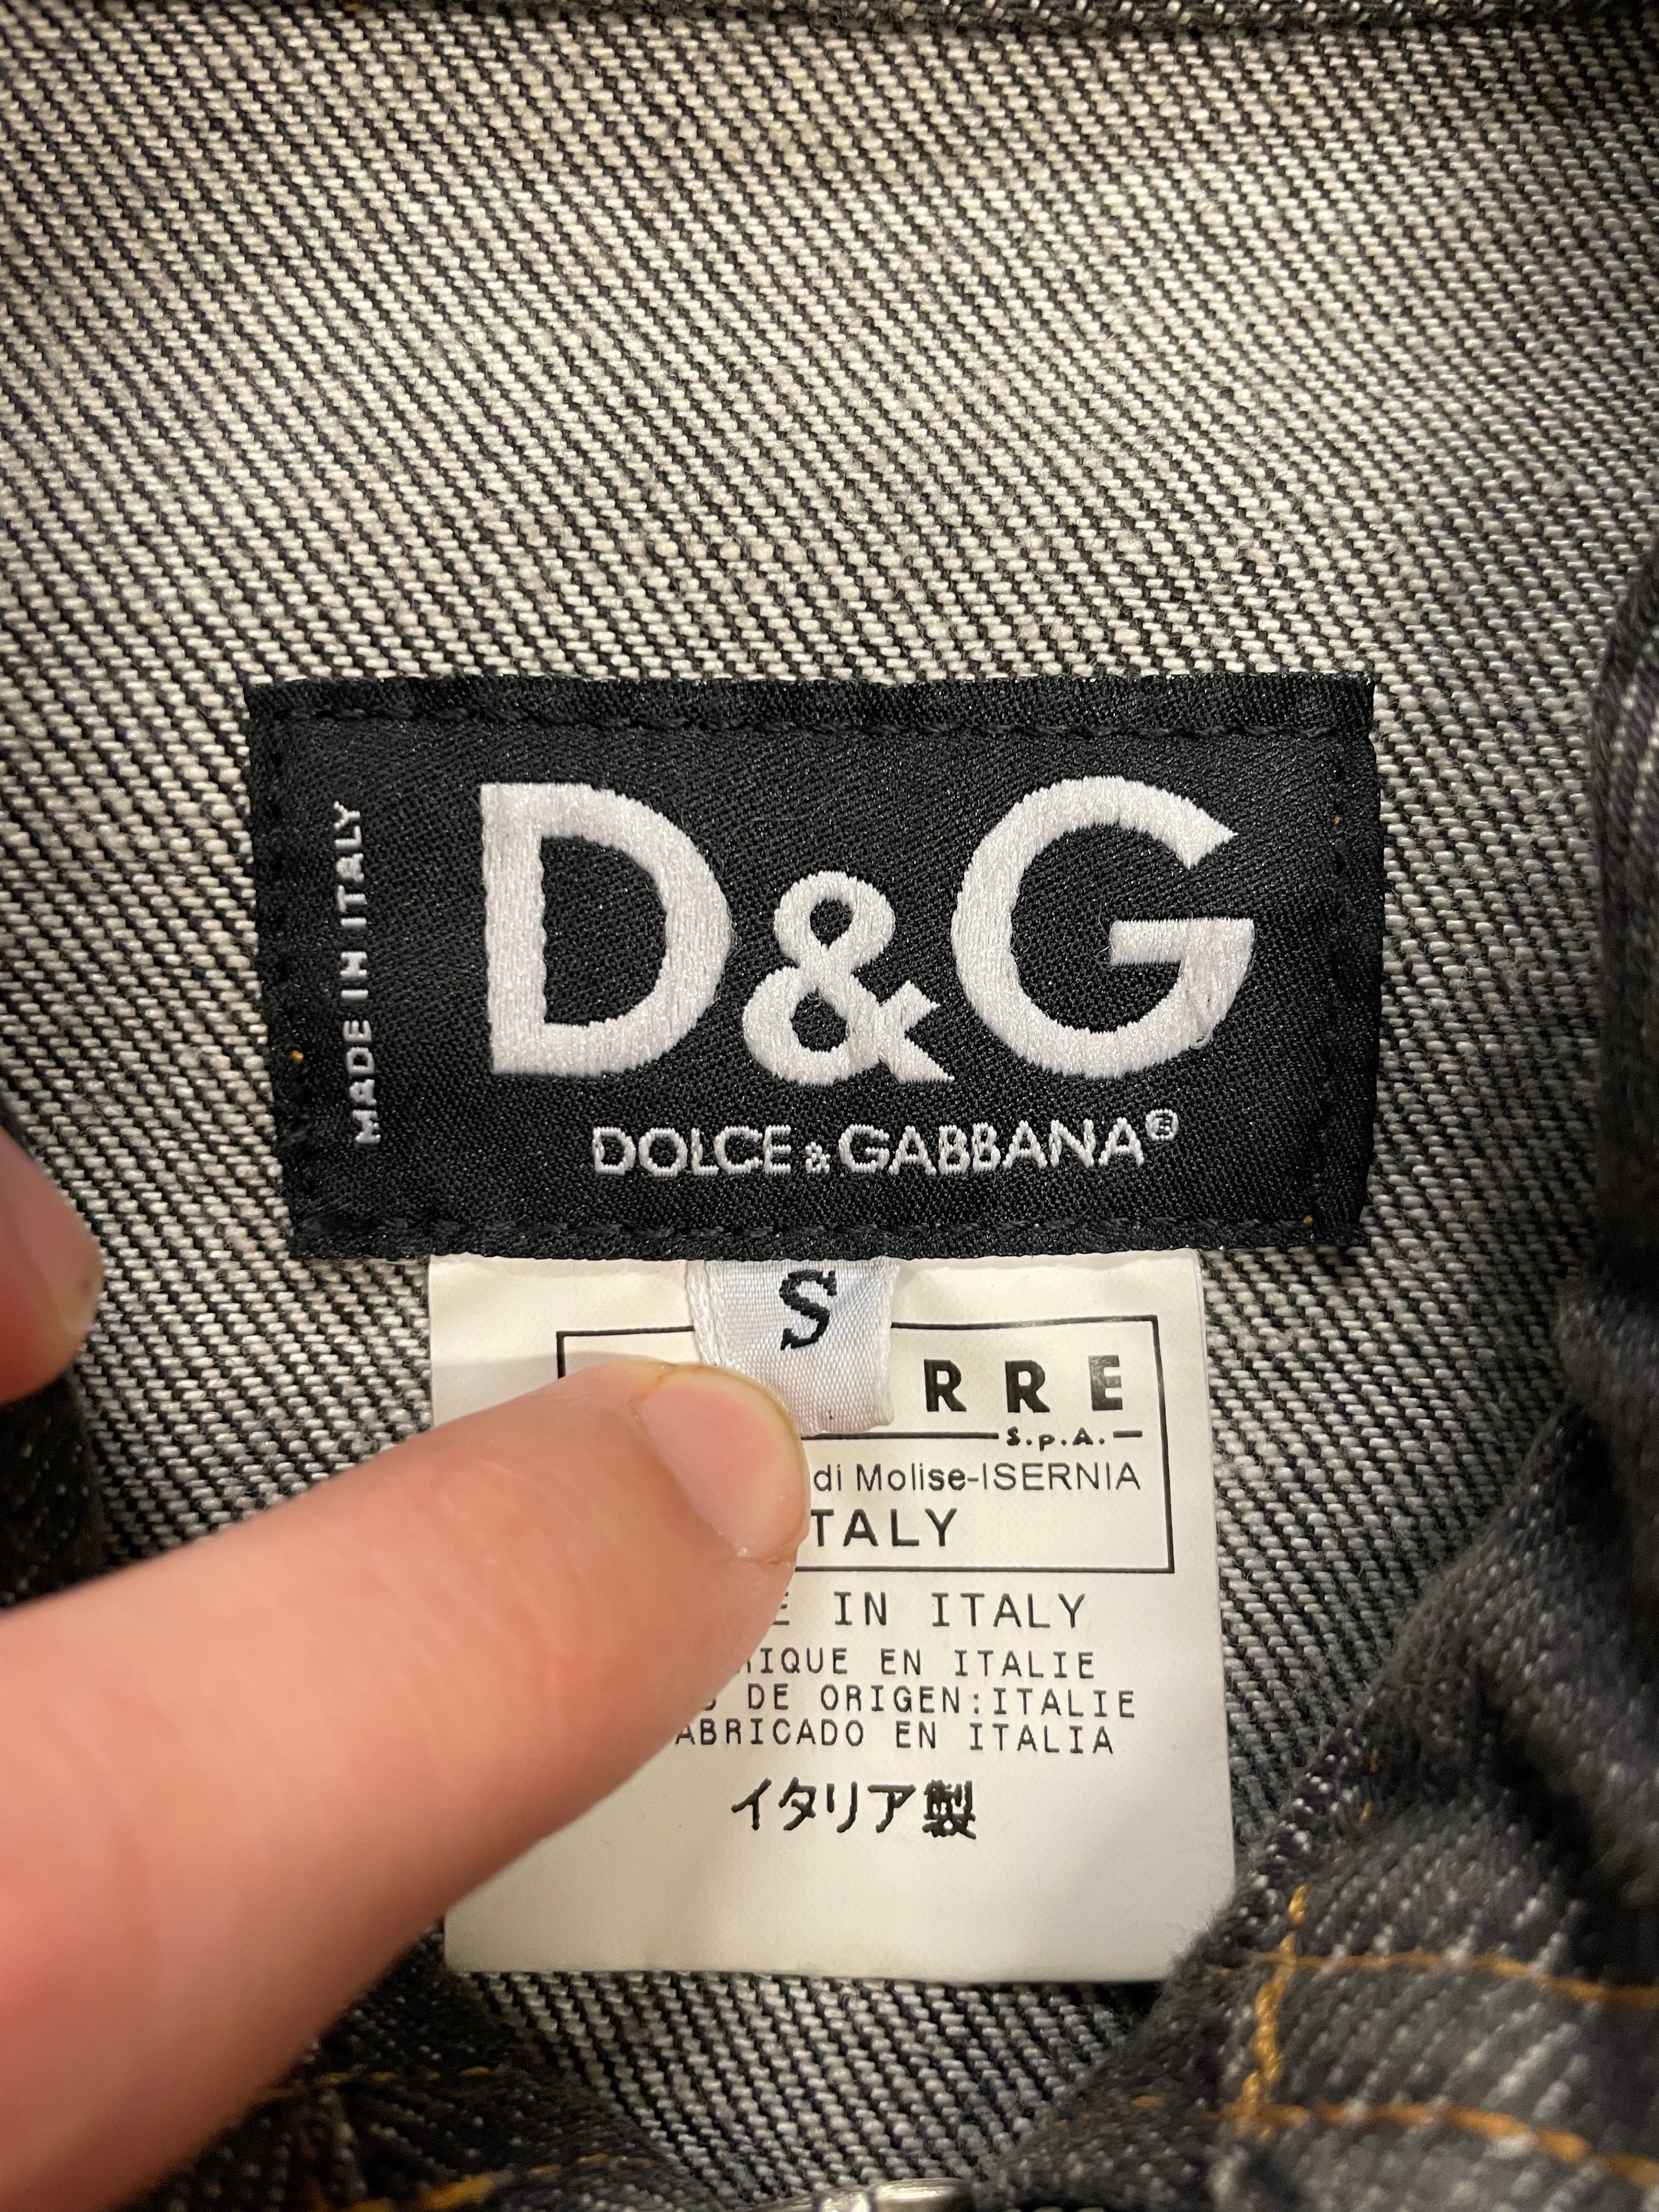 MADE IN ITALY
D&G
DOLCE & GABBANA®
S
RRE
S.p.A.
di Molise-ISERNIA
TALY
E IN ITALY
RIQUE EN ITALIE
S DE ORIGEN:ITALIE
ABRICADO EN ITALIA
イタリア製